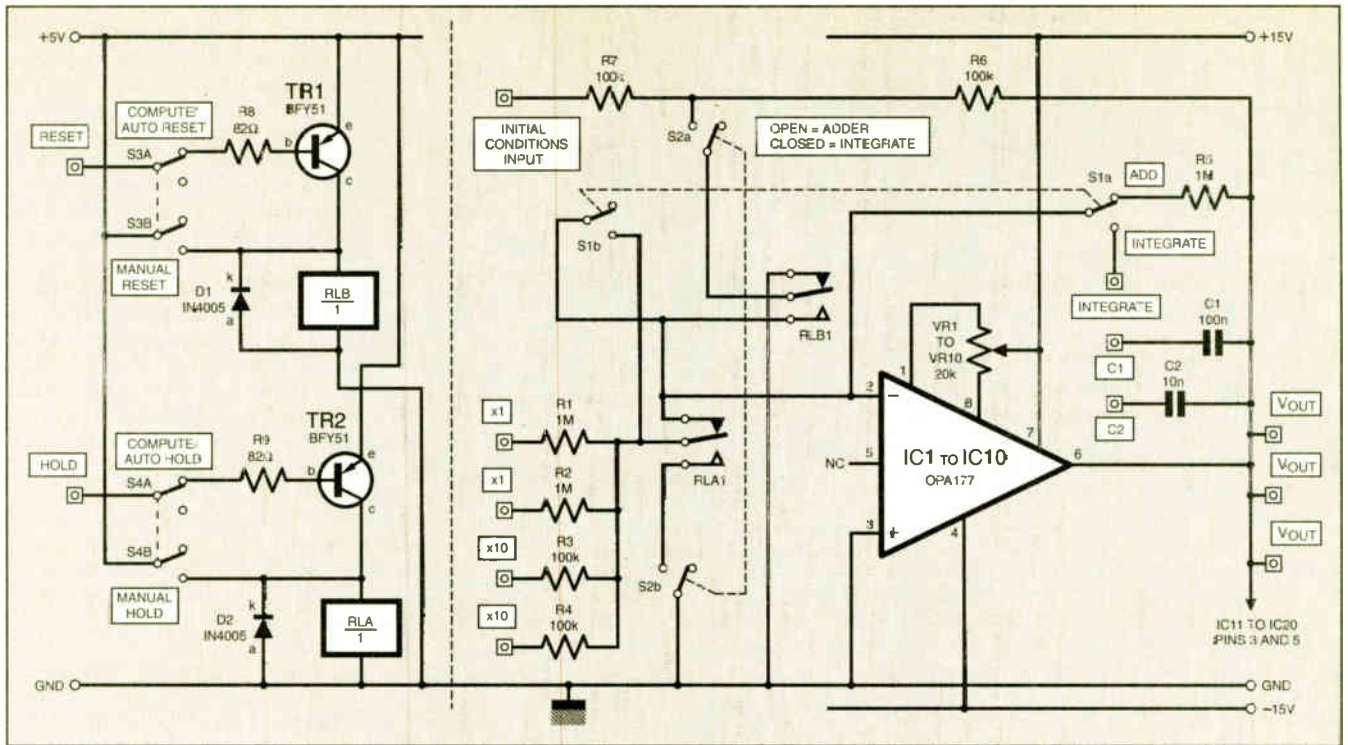 +5V
TR1
BFY51
COMPUTE/
AUTO RESET
R8
82Ω
RESET
S3A
b
e
c
S3B
MANUAL
RESET
D1
IN4005
k
a
RLB
1
TR2
BFY51
COMPUTE/
AUTO HOLD
R9
82Ω
HOLD
S4A
b
e
c
S4B
MANUAL
HOLD
D2
IN4005
k
a
RLA
1
GND
R7
100k
R6
100k
+15V
INITIAL
CONDITIONS
INPUT
S2a
OPEN = ADDER
CLOSED = INTEGRATE
S1a
ADD
R5
1M
S1b
INTEGRATE
INTEGRATE
RLB1
VR1
TO
VR10
20k
C1
100n
C1
C2
10n
C2
x1
R1
1M
x1
R2
1M
x10
R3
100k
x10
R4
100k
RLA1
S2b
1
2
8
7
NC
5
IC1 TO IC10
OPA177
6
3
4
−
+
VOUT
VOUT
VOUT
IC11 TO IC20
PINS 3 AND 5
GND
−15V